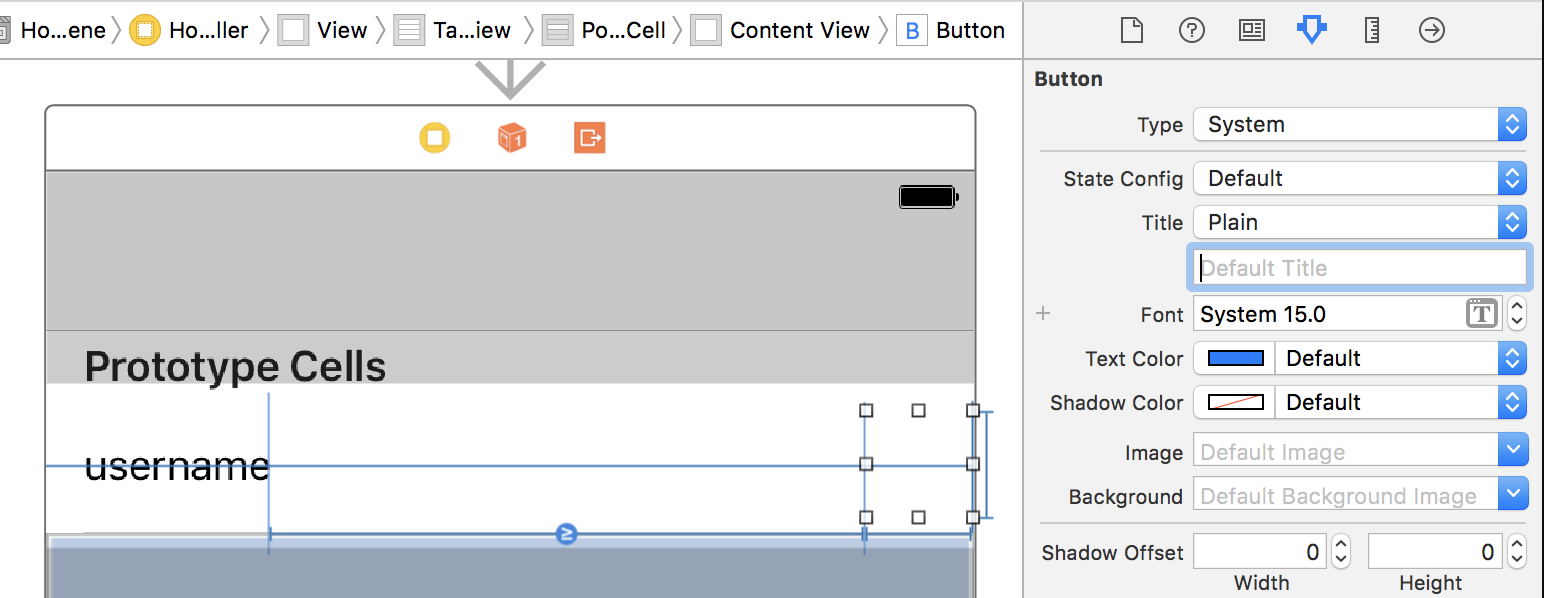 Ho...ene Ho...ller View Ta...iew Po...Cell Content View B Button
Button
Type System
State Config Default
Title Plain
Default Title
Font System 15.0 T
Text Color Default
Shadow Color Default
Image Default Image
Background Default Background Image
Shadow Offset 0 0
Width Height
1
Prototype Cells
username
≥